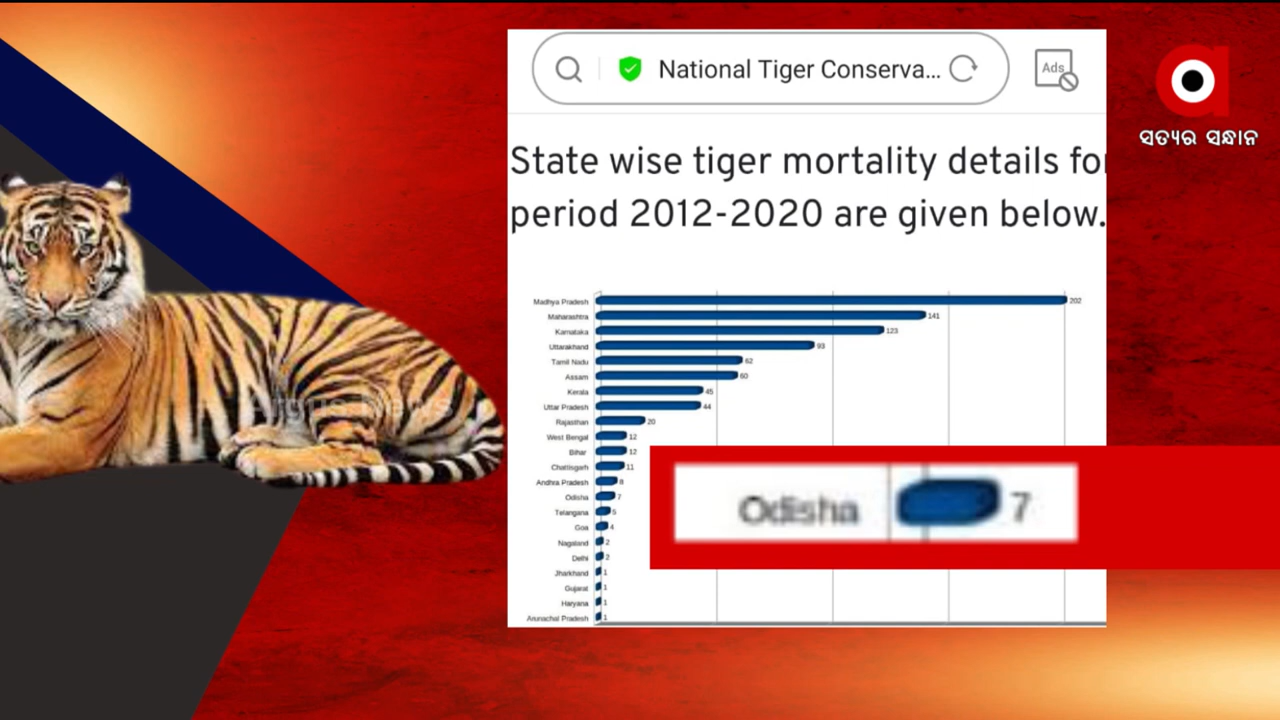 National Tiger Conserva...
Ads
ସତ୍ୟର ସନ୍ଧାନ
State wise tiger mortality details for
period 2012-2020 are given below.
Madhya Pradesh 202
Maharashtra 141
Karnataka 123
Uttarakhand 93
Tamil Nadu 62
Assam 60
Kerala 45
Uttar Pradesh 44
Rajasthan 20
West Bengal 12
Bihar 12
Chattisgarh 11
Andhra Pradesh 8
Odisha 7
Telangana 5
Goa 4
Nagaland 2
Delhi 2
Jharkhand 1
Gujarat 1
Haryana 1
Arunachal Pradesh 1
Odisha 7
Argus News